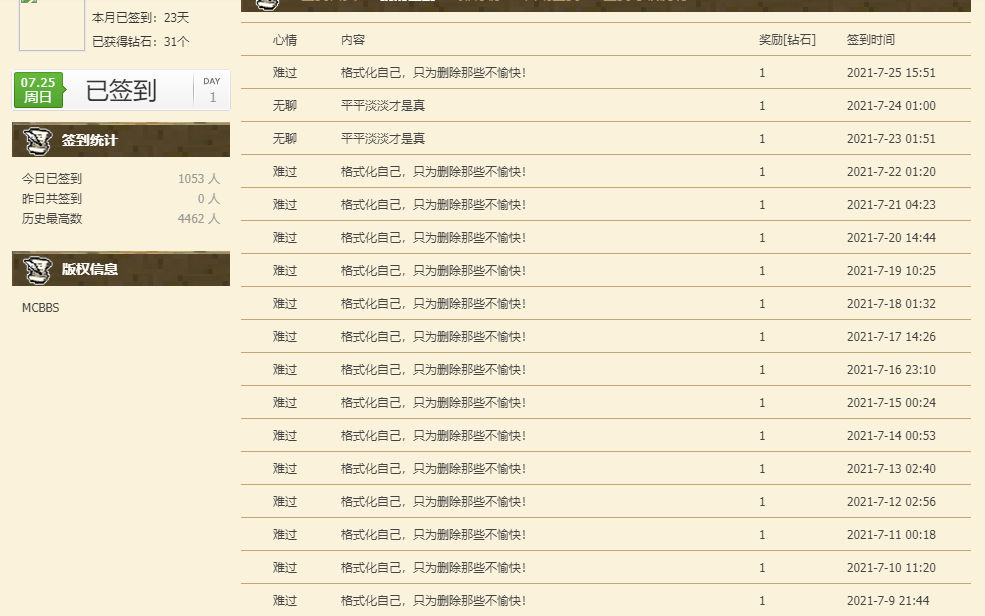 本月已签到：23天
已获得钻石：31个
07.25
周日
已签到
DAY
1
签到统计
今日已签到 1053 人
昨日共签到 0 人
历史最高数 4462 人
版权信息
MCBBS
心情 内容 奖励[钻石] 签到时间
难过 格式化自己，只为删除那些不愉快！ 1 2021-7-25 15:51
无聊 平平淡淡才是真 1 2021-7-24 01:00
无聊 平平淡淡才是真 1 2021-7-23 01:51
难过 格式化自己，只为删除那些不愉快！ 1 2021-7-22 01:20
难过 格式化自己，只为删除那些不愉快！ 1 2021-7-21 04:23
难过 格式化自己，只为删除那些不愉快！ 1 2021-7-20 14:44
难过 格式化自己，只为删除那些不愉快！ 1 2021-7-19 10:25
难过 格式化自己，只为删除那些不愉快！ 1 2021-7-18 01:32
难过 格式化自己，只为删除那些不愉快！ 1 2021-7-17 14:26
难过 格式化自己，只为删除那些不愉快！ 1 2021-7-16 23:10
难过 格式化自己，只为删除那些不愉快！ 1 2021-7-15 00:24
难过 格式化自己，只为删除那些不愉快！ 1 2021-7-14 00:53
难过 格式化自己，只为删除那些不愉快！ 1 2021-7-13 02:40
难过 格式化自己，只为删除那些不愉快！ 1 2021-7-12 02:56
难过 格式化自己，只为删除那些不愉快！ 1 2021-7-11 00:18
难过 格式化自己，只为删除那些不愉快！ 1 2021-7-10 11:20
难过 格式化自己，只为删除那些不愉快！ 1 2021-7-9 21:44